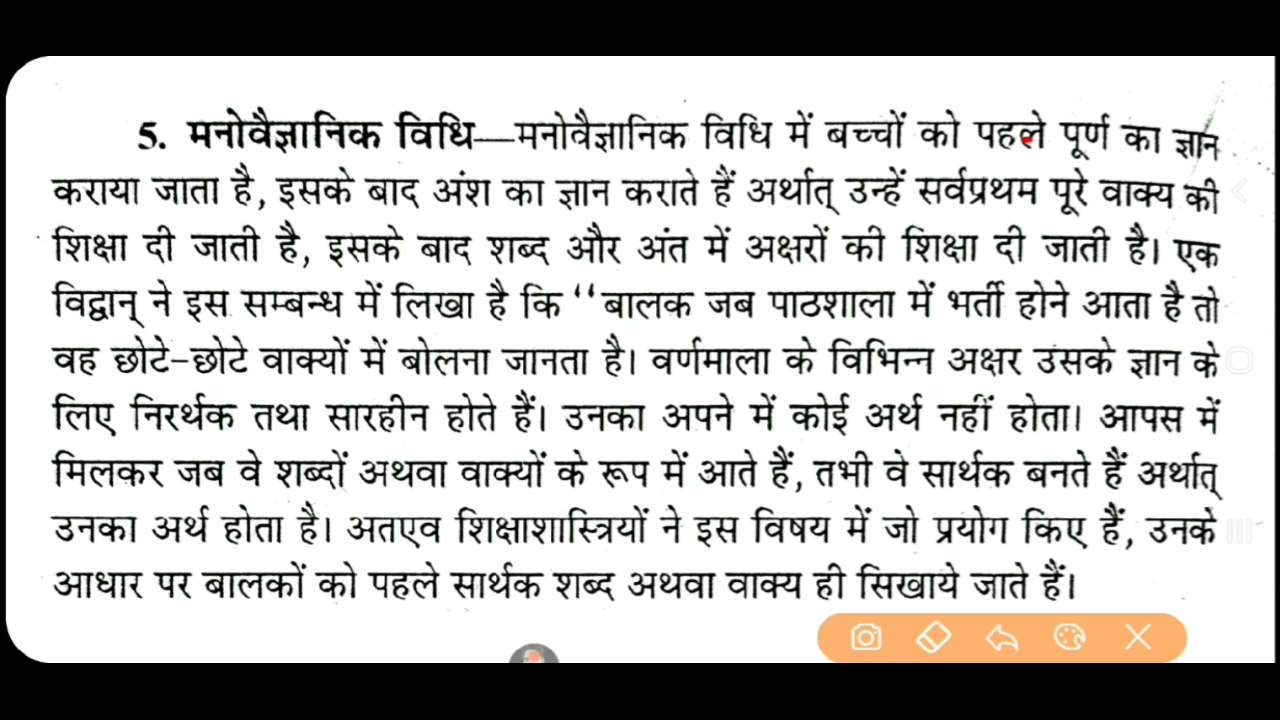 5. मनोवैज्ञानिक विधि—मनोवैज्ञानिक विधि में बच्चों को पहले पूर्ण का ज्ञान
कराया जाता है, इसके बाद अंश का ज्ञान कराते हैं अर्थात् उन्हें सर्वप्रथम पूरे वाक्य की
शिक्षा दी जाती है, इसके बाद शब्द और अंत में अक्षरों की शिक्षा दी जाती है। एक
विद्वान् ने इस सम्बन्ध में लिखा है कि “बालक जब पाठशाला में भर्ती होने आता है तो
वह छोटे-छोटे वाक्यों में बोलना जानता है। वर्णमाला के विभिन्न अक्षर उसके ज्ञान के
लिए निरर्थक तथा सारहीन होते हैं। उनका अपने में कोई अर्थ नहीं होता। आपस में
मिलकर जब वे शब्दों अथवा वाक्यों के रूप में आते हैं, तभी वे सार्थक बनते हैं अर्थात्
उनका अर्थ होता है। अतएव शिक्षाशास्त्रियों ने इस विषय में जो प्रयोग किए हैं, उनके
आधार पर बालकों को पहले सार्थक शब्द अथवा वाक्य ही सिखाये जाते हैं।